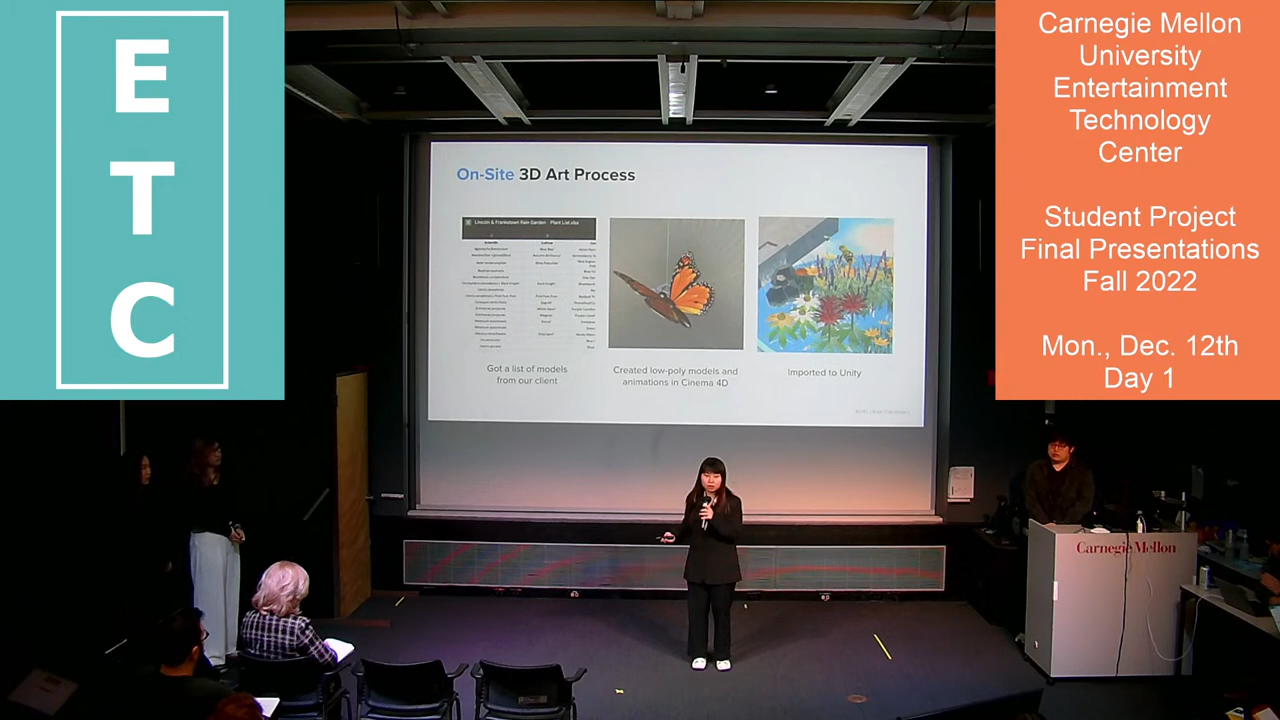 E
T
C
Carnegie Mellon
University
Entertainment
Technology
Center
Student Project
Final Presentations
Fall 2022
Mon., Dec. 12th
Day 1
On-Site 3D Art Process
Lincoln & Frankstown Rain Garden Plant List.xlsx
Got a list of models
from our client
Created low-poly models and
animations in Cinema 4D
Imported to Unity
Carnegie Mellon